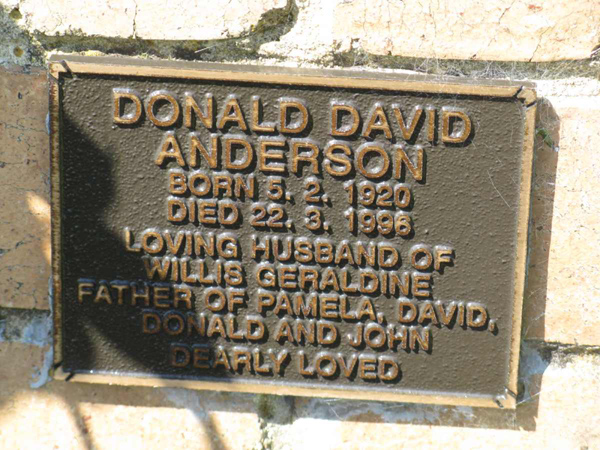 DONALD DAVID
ANDERSON
BORN 5. 2. 1920
DIED 22. 3. 1996
LOVING HUSBAND OF
WILLIS GERALDINE
FATHER OF PAMELA, DAVID,
DONALD AND JOHN
DEARLY LOVED